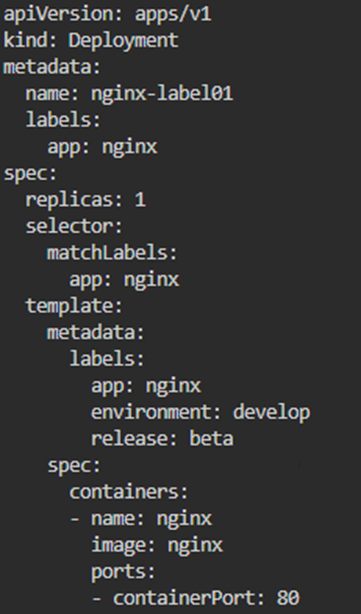 apiVersion: apps/v1
kind: Deployment
metadata:
  name: nginx-label01
  labels:
    app: nginx
spec:
  replicas: 1
  selector:
    matchLabels:
      app: nginx
  template:
    metadata:
      labels:
        app: nginx
        environment: develop
        release: beta
    spec:
      containers:
      - name: nginx
        image: nginx
        ports:
        - containerPort: 80